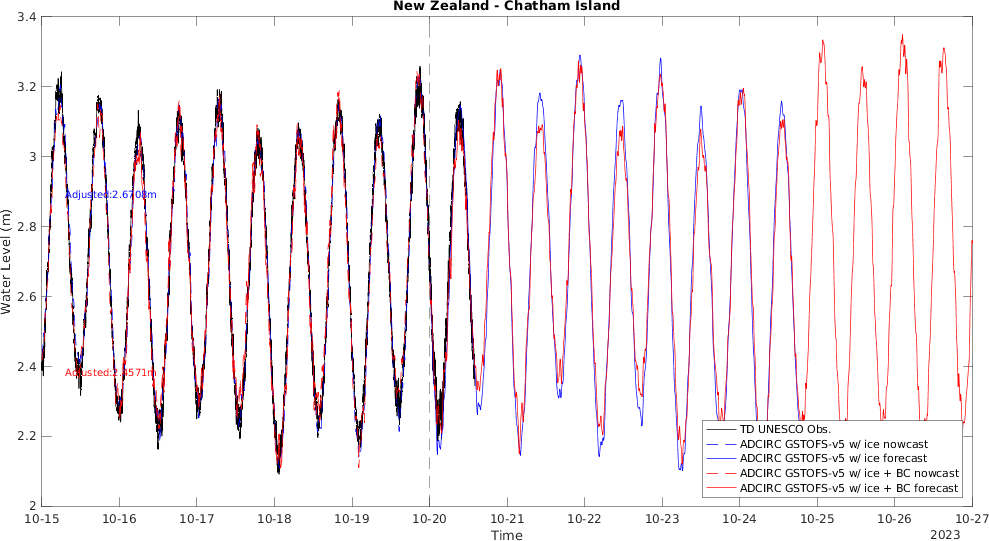 New Zealand - Chatham Island
3.4
3.2
3
2.8
2.6
2.4
2.2
2
Water Level (m)
Adjusted:2.6708m
TD UNESCO Obs.
ADCIRC GSTOFS-v5 w/ ice nowcast
ADCIRC GSTOFS-v5 w/ ice forecast
ADCIRC GSTOFS-v5 w/ ice + BC nowcast
ADCIRC GSTOFS-v5 w/ ice + BC forecast
10-15 10-16 10-17 10-18 10-19 10-20 10-21 10-22 10-23 10-24 10-25 10-26 10-27
Time
2023